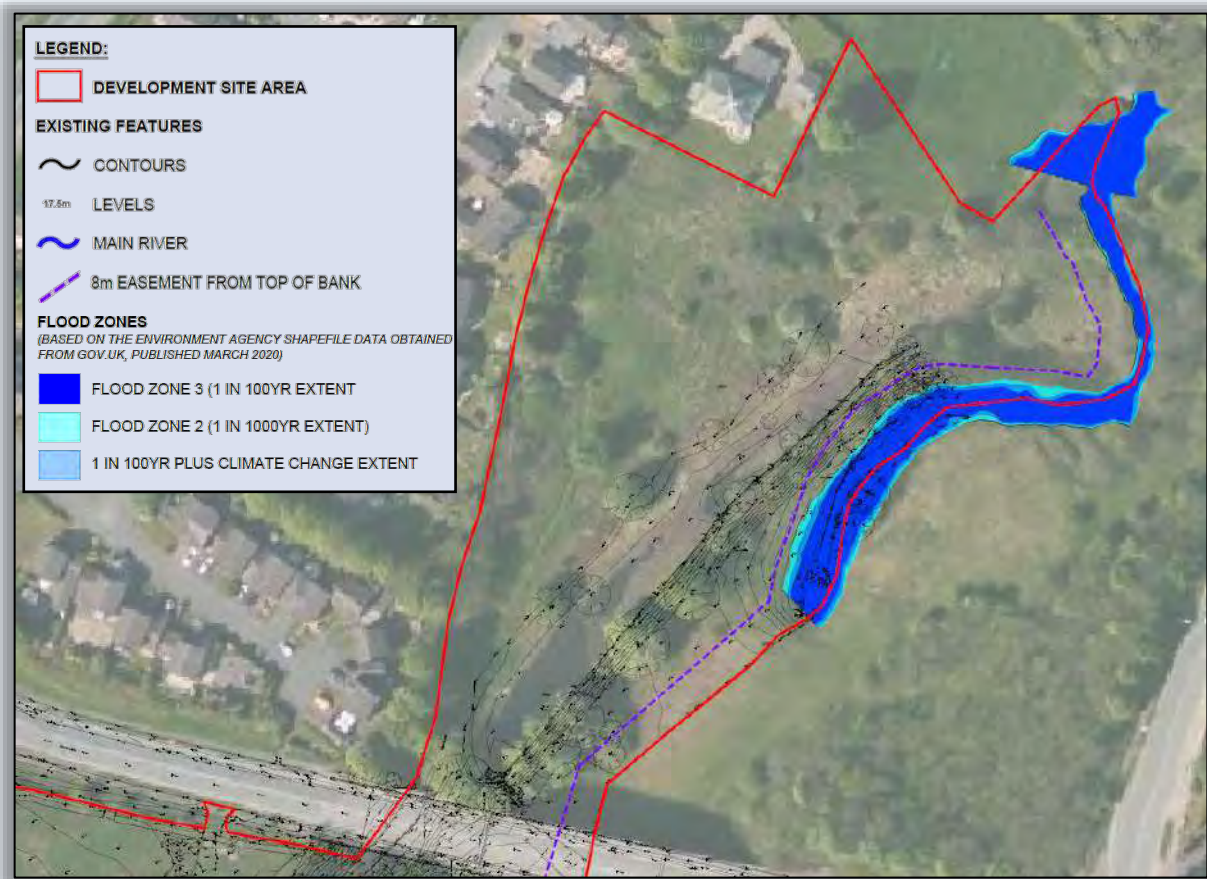 LEGEND:
DEVELOPMENT SITE AREA
EXISTING FEATURES
CONTOURS
17.5m LEVELS
MAIN RIVER
8m EASEMENT FROM TOP OF BANK
FLOOD ZONES
(BASED ON THE ENVIRONMENT AGENCY SHAPEFILE DATA OBTAINED
FROM GOV.UK, PUBLISHED MARCH 2020)
FLOOD ZONE 3 (1 IN 100YR EXTENT
FLOOD ZONE 2 (1 IN 1000YR EXTENT)
1 IN 100YR PLUS CLIMATE CHANGE EXTENT